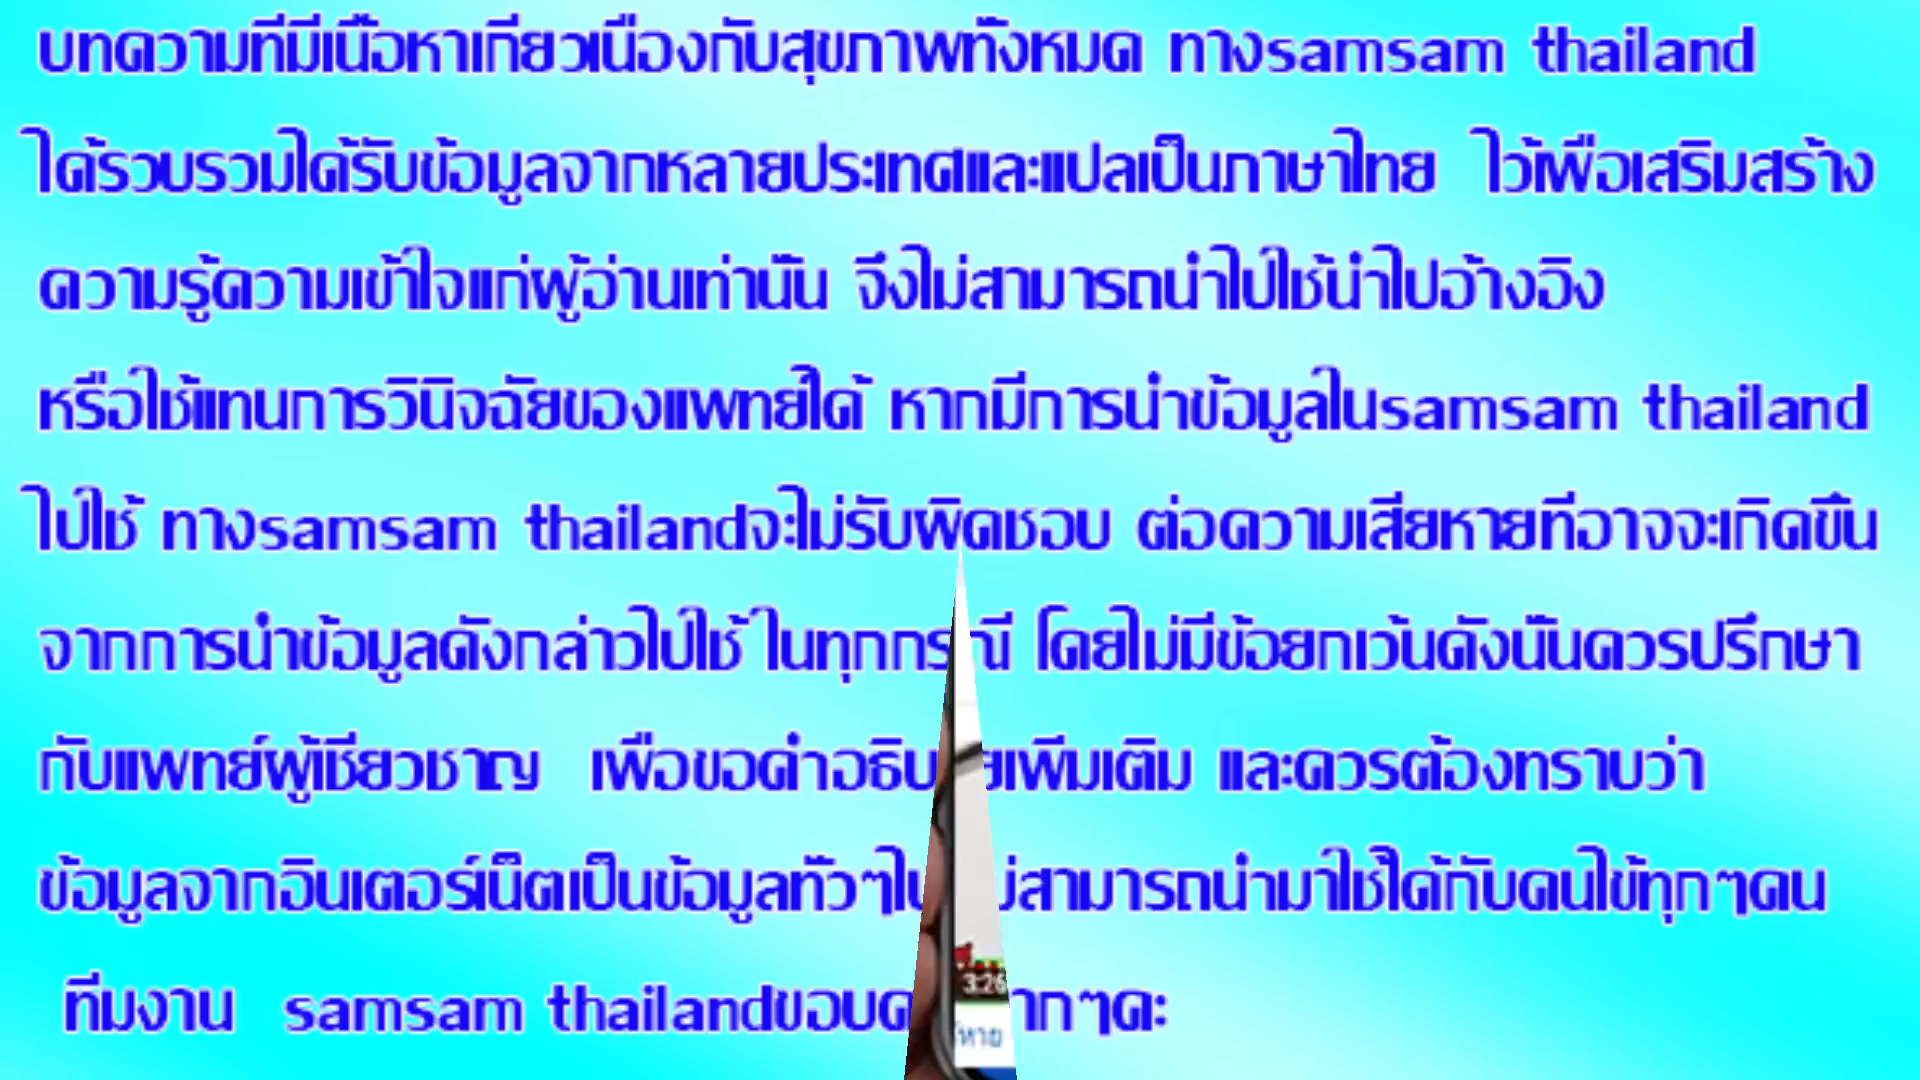 บทความที่มีเนื้อหาเกี่ยวเนื่องกับสุขภาพทั้งหมด ทางsamsam thailand
ได้รวบรวมได้รับข้อมูลจากหลายประเทศและแปลเป็นภาษาไทย ไว้เพื่อเสริมสร้าง
ความรู้ความเข้าใจแก่ผู้อ่านเท่านั้น จึงไม่สามารถนำไปใช้นำไปอ้างอิง
หรือใช้แทนการวินิจฉัยของแพทย์ได้ หากมีการนำข้อมูลในsamsam thailand
ไปใช้ ทางsamsam thailandจะไม่รับผิดชอบ ต่อความเสียหายที่อาจจะเกิดขึ้น
จากการนำข้อมูลดังกล่าวไปใช้ ในทุกกรณี โดยไม่มีข้อยกเว้นดังนั้นควรปรึกษา
กับแพทย์ผู้เชี่ยวชาญ เพื่อขอคำอธิบายเพิ่มเติม และควรต้องทราบว่า
ข้อมูลจากอินเตอร์เน็ตเป็นข้อมูลทั่วๆไป ไม่สามารถนำมาใช้ได้กับคนไข้ทุกๆคน
ทีมงาน samsam thailandขอบค ากๆคะ
3:26